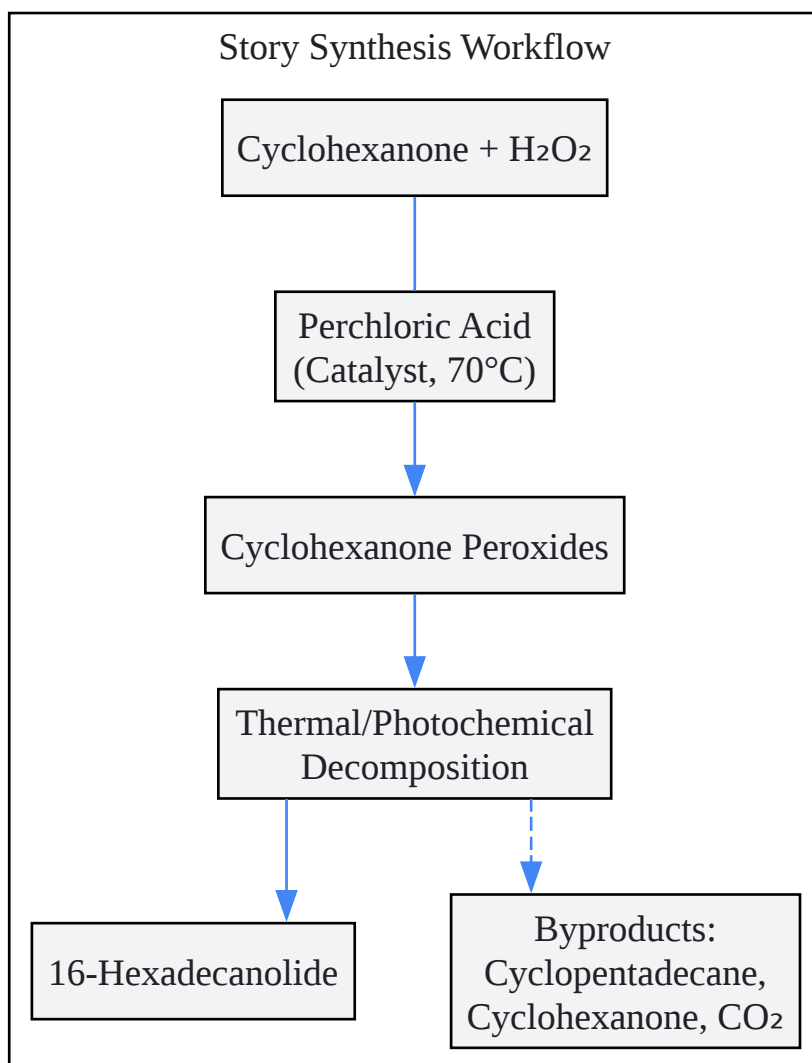 Story Synthesis Workflow
Cyclohexanone + H₂O₂
Perchloric Acid
(Catalyst, 70°C)
Cyclohexanone Peroxides
Thermal/Photochemical
Decomposition
16-Hexadecanolide
Byproducts:
Cyclopentadecane,
Cyclohexanone, CO₂